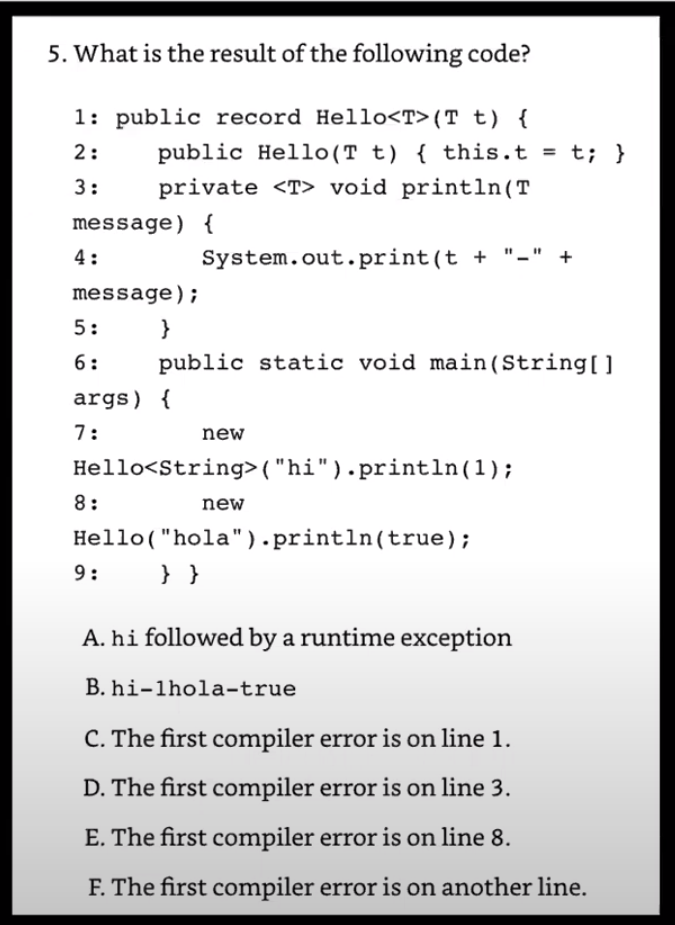 5. What is the result of the following code?
1: public record Hello<T>(T t) {
2: public Hello(T t) { this.t = t; }
3: private <T> void println(T
message) {
4: System.out.print(t + "-" +
message);
5: }
6: public static void main(String[]
args) {
7: new
Hello<String>("hi").println(1);
8: new
Hello("hola").println(true);
9: } }
A. hi followed by a runtime exception
B. hi-1hola-true
C. The first compiler error is on line 1.
D. The first compiler error is on line 3.
E. The first compiler error is on line 8.
F. The first compiler error is on another line.